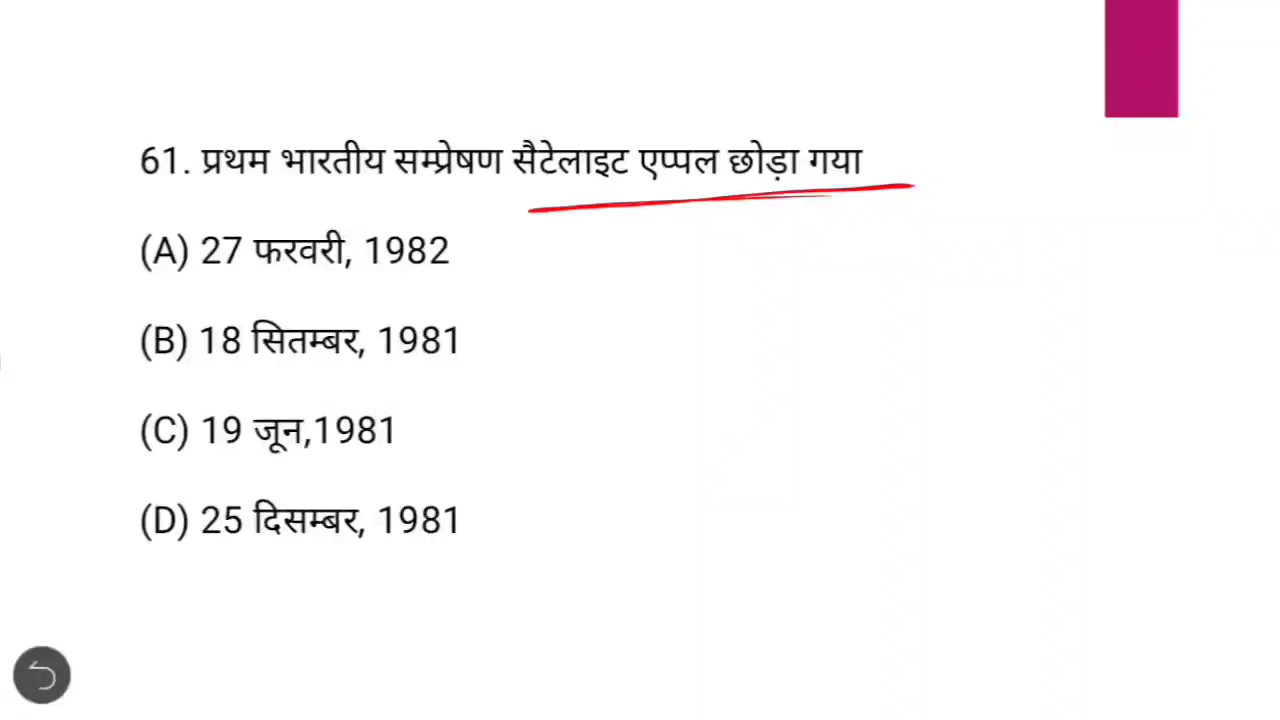 61. प्रथम भारतीय सम्प्रेषण सैटेलाइट एप्पल छोड़ा गया
(A) 27 फरवरी, 1982
(B) 18 सितम्बर, 1981
(C) 19 जून,1981
(D) 25 दिसम्बर, 1981